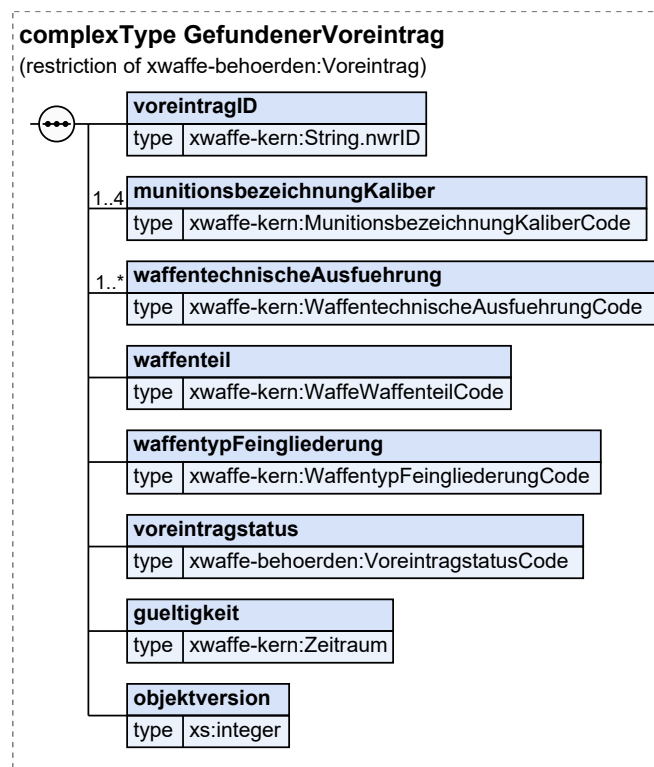 complexType GefundenerVoreintrag
(restriction of xwaffe-behoerden:Voreintrag)
voreintragID
type xwaffe-kern:String.nwrID
1..4 munitionsbezeichnungKaliber
type xwaffe-kern:MunitionsbezeichnungKaliberCode
1..* waffentechnischeAusfuehrung
type xwaffe-kern:WaffentechnischeAusfuehrungCode
waffenteil
type xwaffe-kern:WaffeWaffenteilCode
waffentypFeingliederung
type xwaffe-kern:WaffentypFeingliederungCode
voreintragstatus
type xwaffe-behoerden:VoreintragstatusCode
gueltigkeit
type xwaffe-kern:Zeitraum
objektversion
type xs:integer